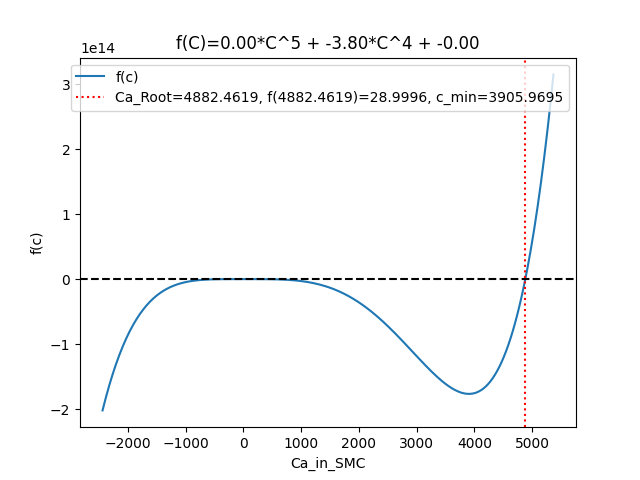 f(C)=0.00*C^5 + -3.80*C^4 + -0.00
1e14
f(c)
Ca_Root=4882.4619, f(4882.4619)=28.9996, c_min=3905.9695
3
2
1
0
−1
−2
f(c)
−2000 −1000 0 1000 2000 3000 4000 5000
Ca_in_SMC